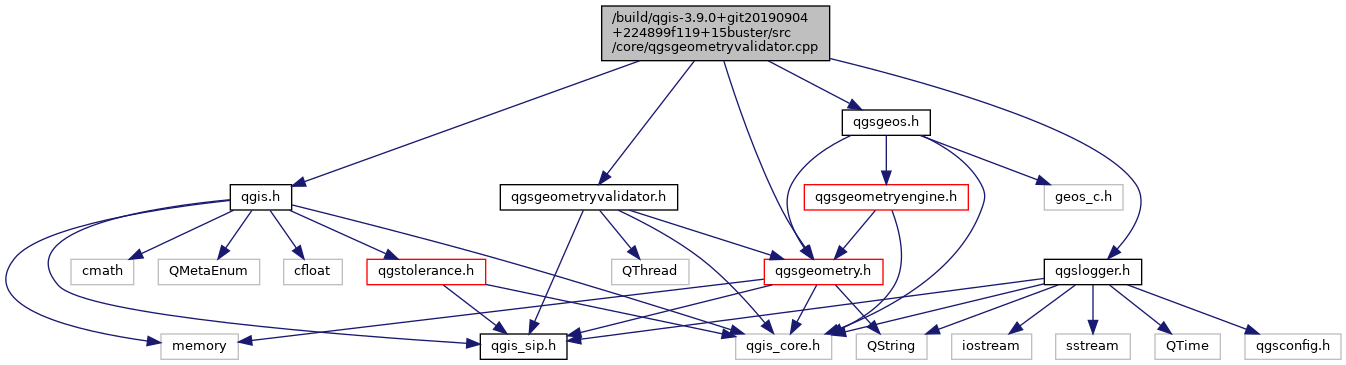 /build/qgis-3.9.0+git20190904
+224899f119+15buster/src
/core/qgsgeometryvalidator.cpp
qgsgeos.h
qgis.h
qgsgeometryvalidator.h
qgsgeometryengine.h
geos_c.h
cmath
QMetaEnum
cfloat
qgstolerance.h
QThread
qgsgeometry.h
qgslogger.h
memory
qgis_sip.h
qgis_core.h
QString
iostream
sstream
QTime
qgsconfig.h